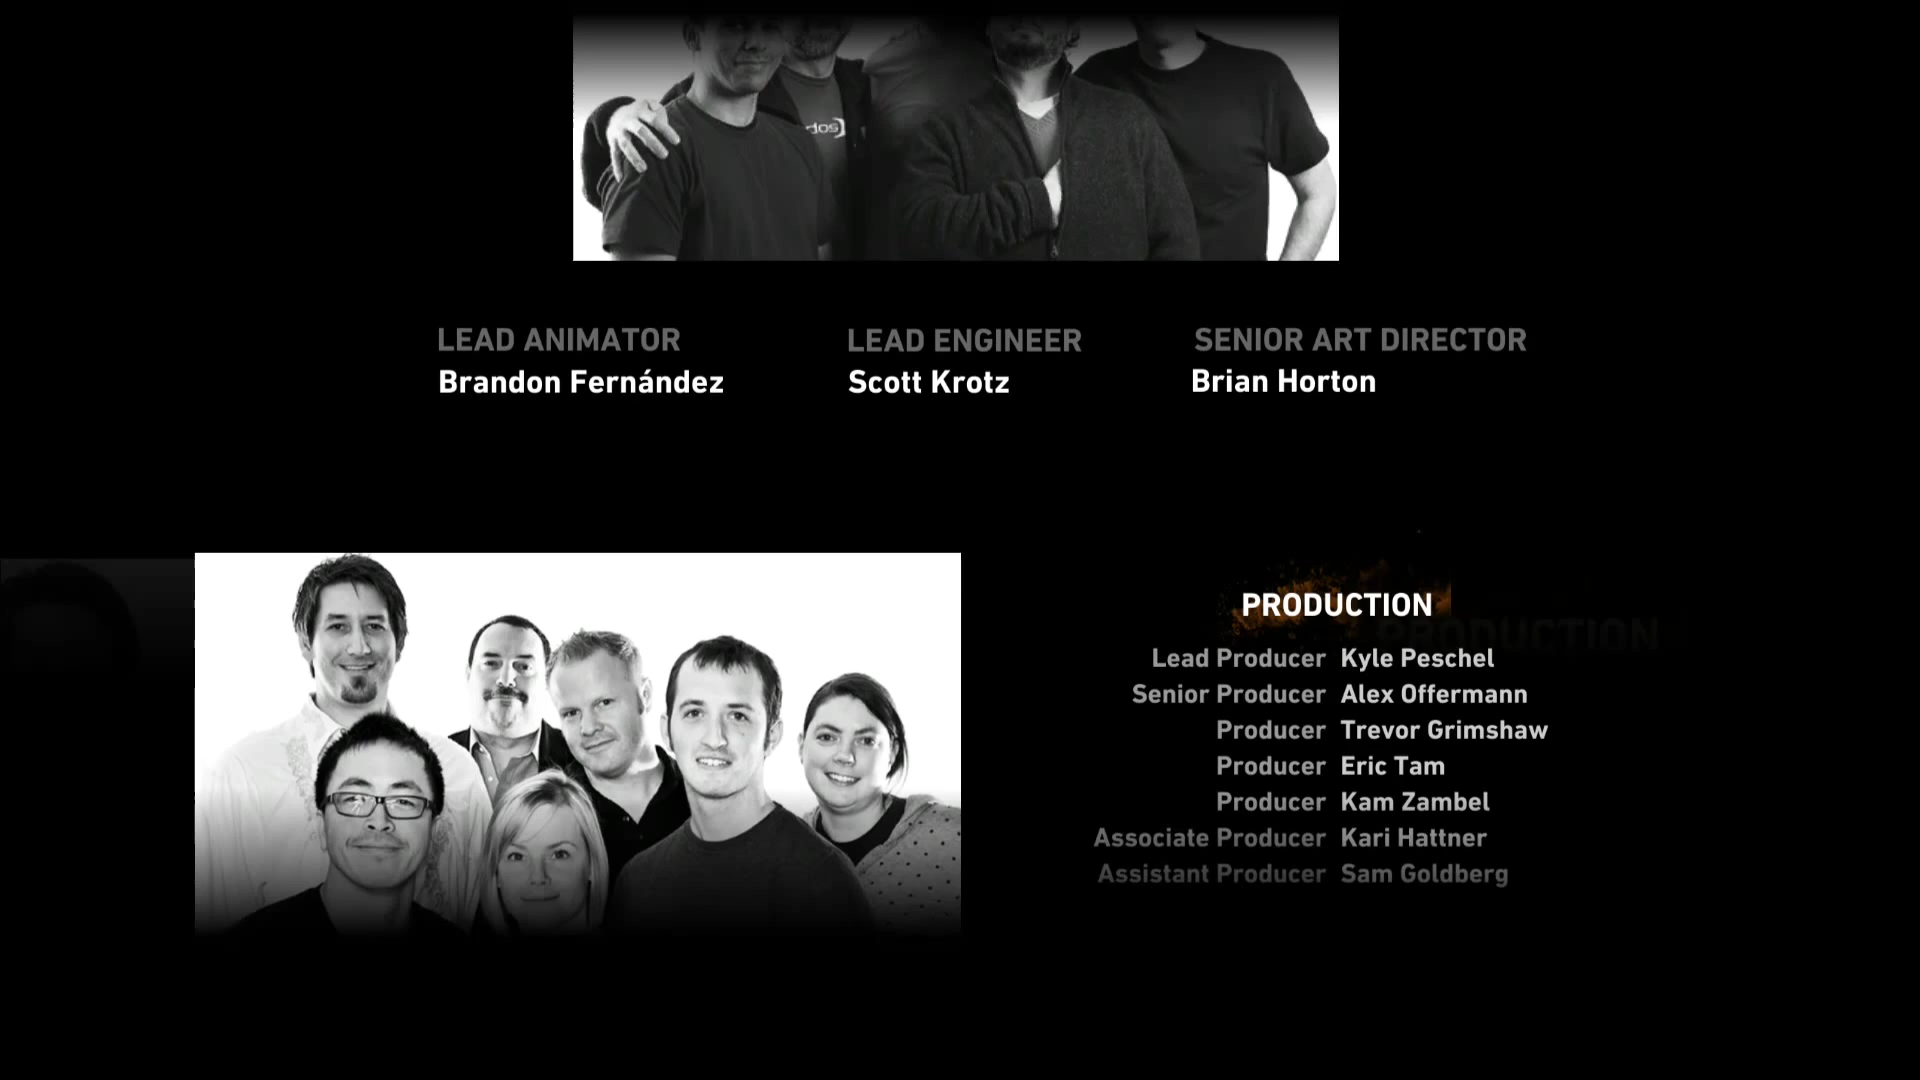 dos)
LEAD ANIMATOR
Brandon Fernández
LEAD ENGINEER
Scott Krotz
SENIOR ART DIRECTOR
Brian Horton
PRODUCTION
PRODUCTION
Lead Producer Kyle Peschel
Senior Producer Alex Offermann
Producer Trevor Grimshaw
Producer Eric Tam
Producer Kam Zambel
Associate Producer Kari Hattner
Assistant Producer Sam Goldberg